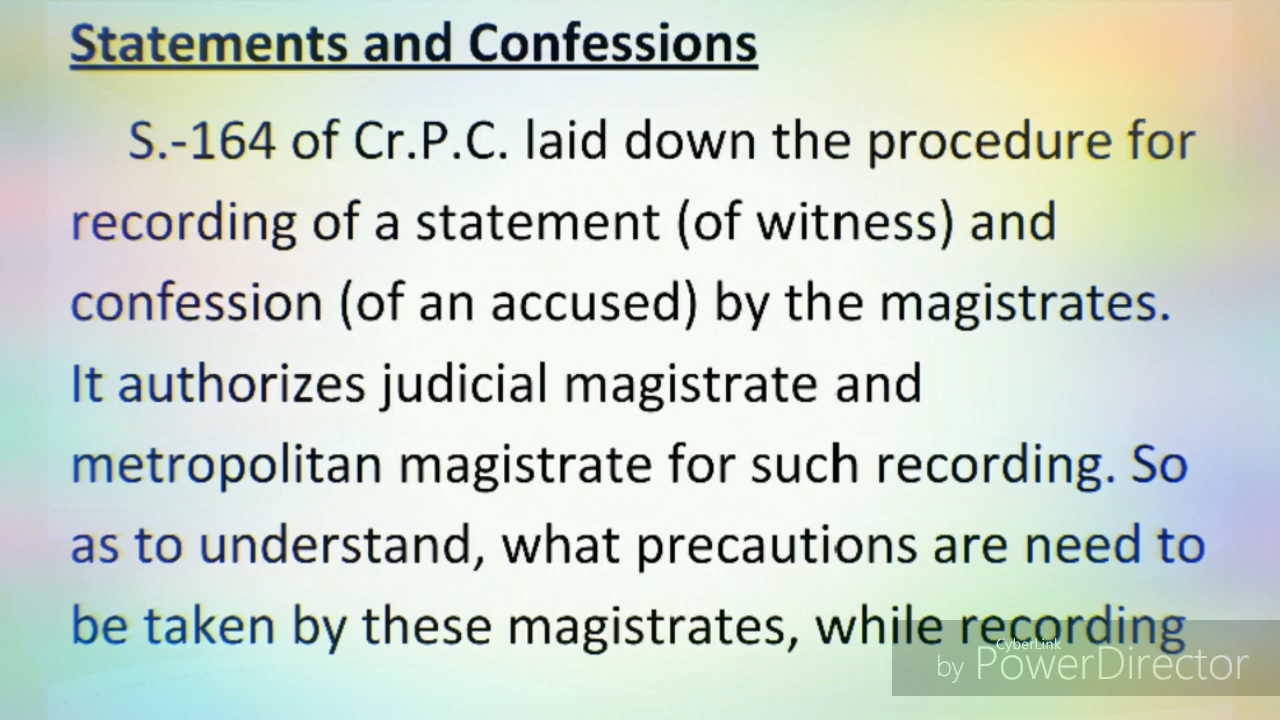 Statements and Confessions
S.-164 of Cr.P.C. laid down the procedure for
recording of a statement (of witness) and
confession (of an accused) by the magistrates.
It authorizes judicial magistrate and
metropolitan magistrate for such recording. So
as to understand, what precautions are need to
be taken by these magistrates, while recording
CyberLink
by PowerDirector